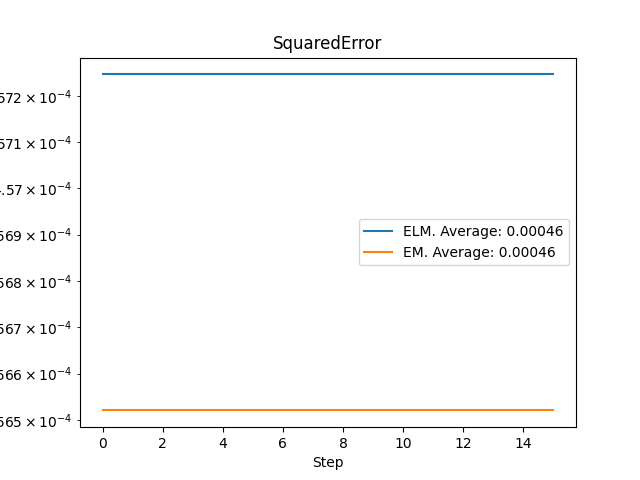 SquaredError
572 × 10⁻⁴
571 × 10⁻⁴
.57 × 10⁻⁴
569 × 10⁻⁴
568 × 10⁻⁴
567 × 10⁻⁴
566 × 10⁻⁴
565 × 10⁻⁴
ELM. Average: 0.00046
EM. Average: 0.00046
0 2 4 6 8 10 12 14
Step